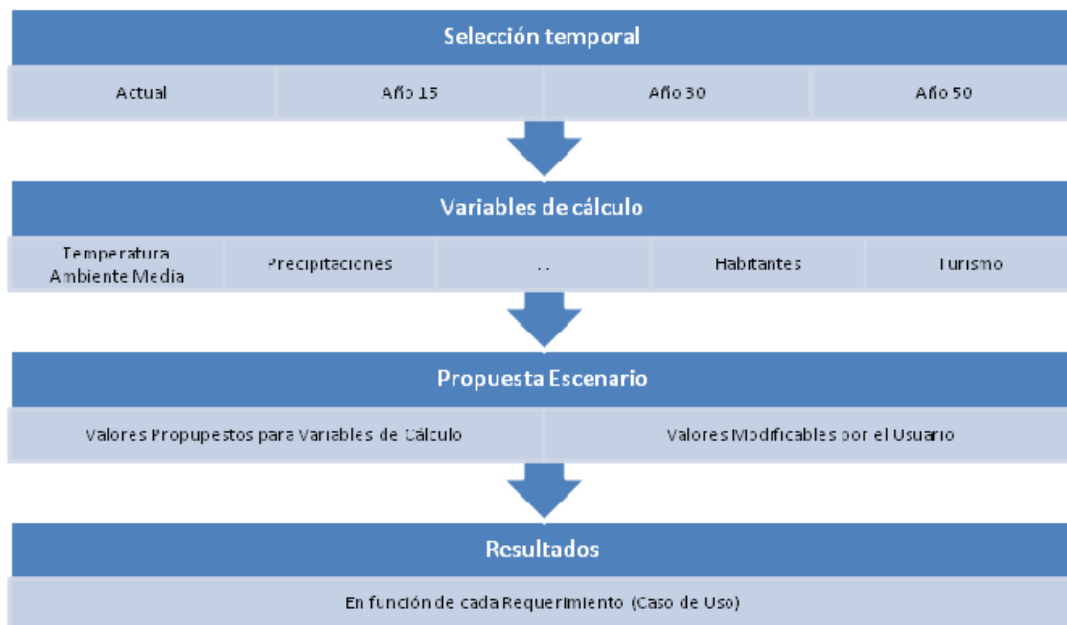 Selección temporal
Actual
Año 15
Año 30
Año 50
Variables de cálculo
Temperatura
Ambiente Media
Precipitaciones
...
Habitantes
Turismo
Propuesta Escenario
Valores Propupestos para Variables de Cálculo
Valores Modificables por el Usuario
Resultados
En función de cada Requerimiento (Caso de Uso)